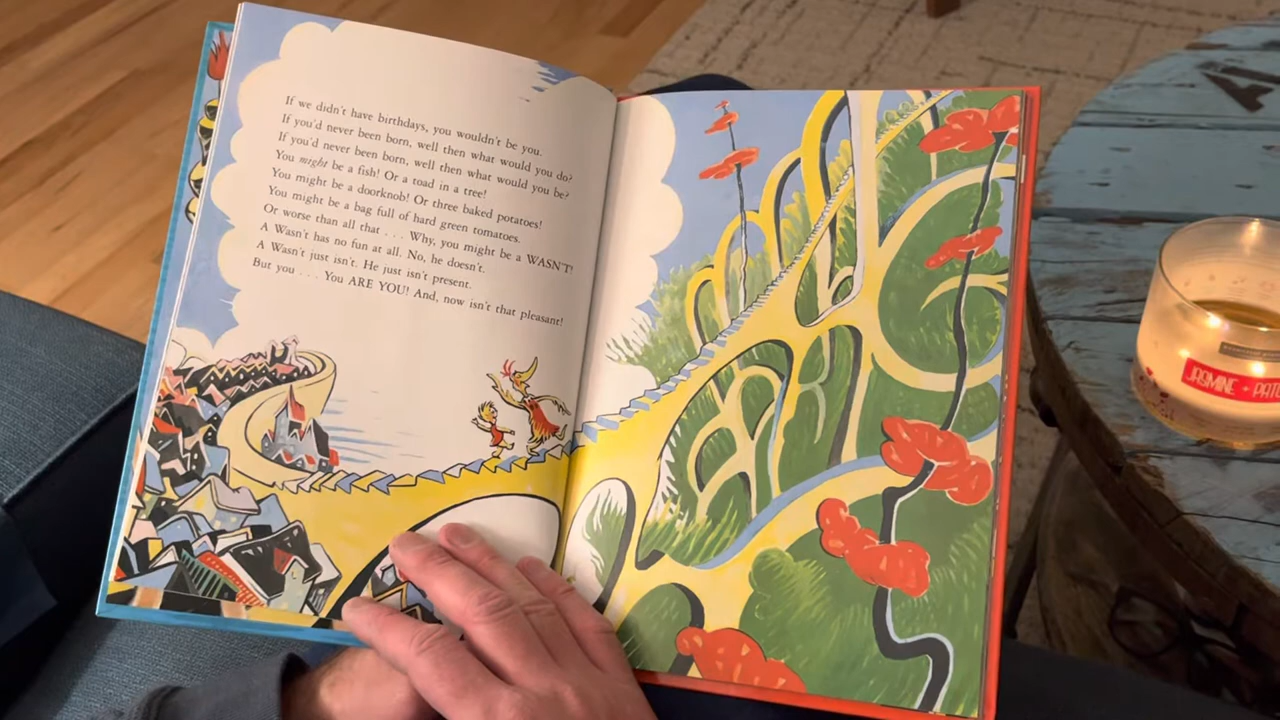 If we didn't have birthdays, you wouldn't be you.
If you'd never been born, well then what would you do?
If you'd never been born, well then what would you be?
You might be a fish! Or a toad in a tree!
You might be a doorknob! Or three baked potatoes!
You might be a bag full of hard green tomatoes.
Or worse than all that . . . Why, you might be a WASN'T!
A Wasn't has no fun at all. No, he doesn't.
A Wasn't just isn't. He just isn't present.
But you . . . You ARE YOU! And, now isn't that pleasant!
A
JASMINE +